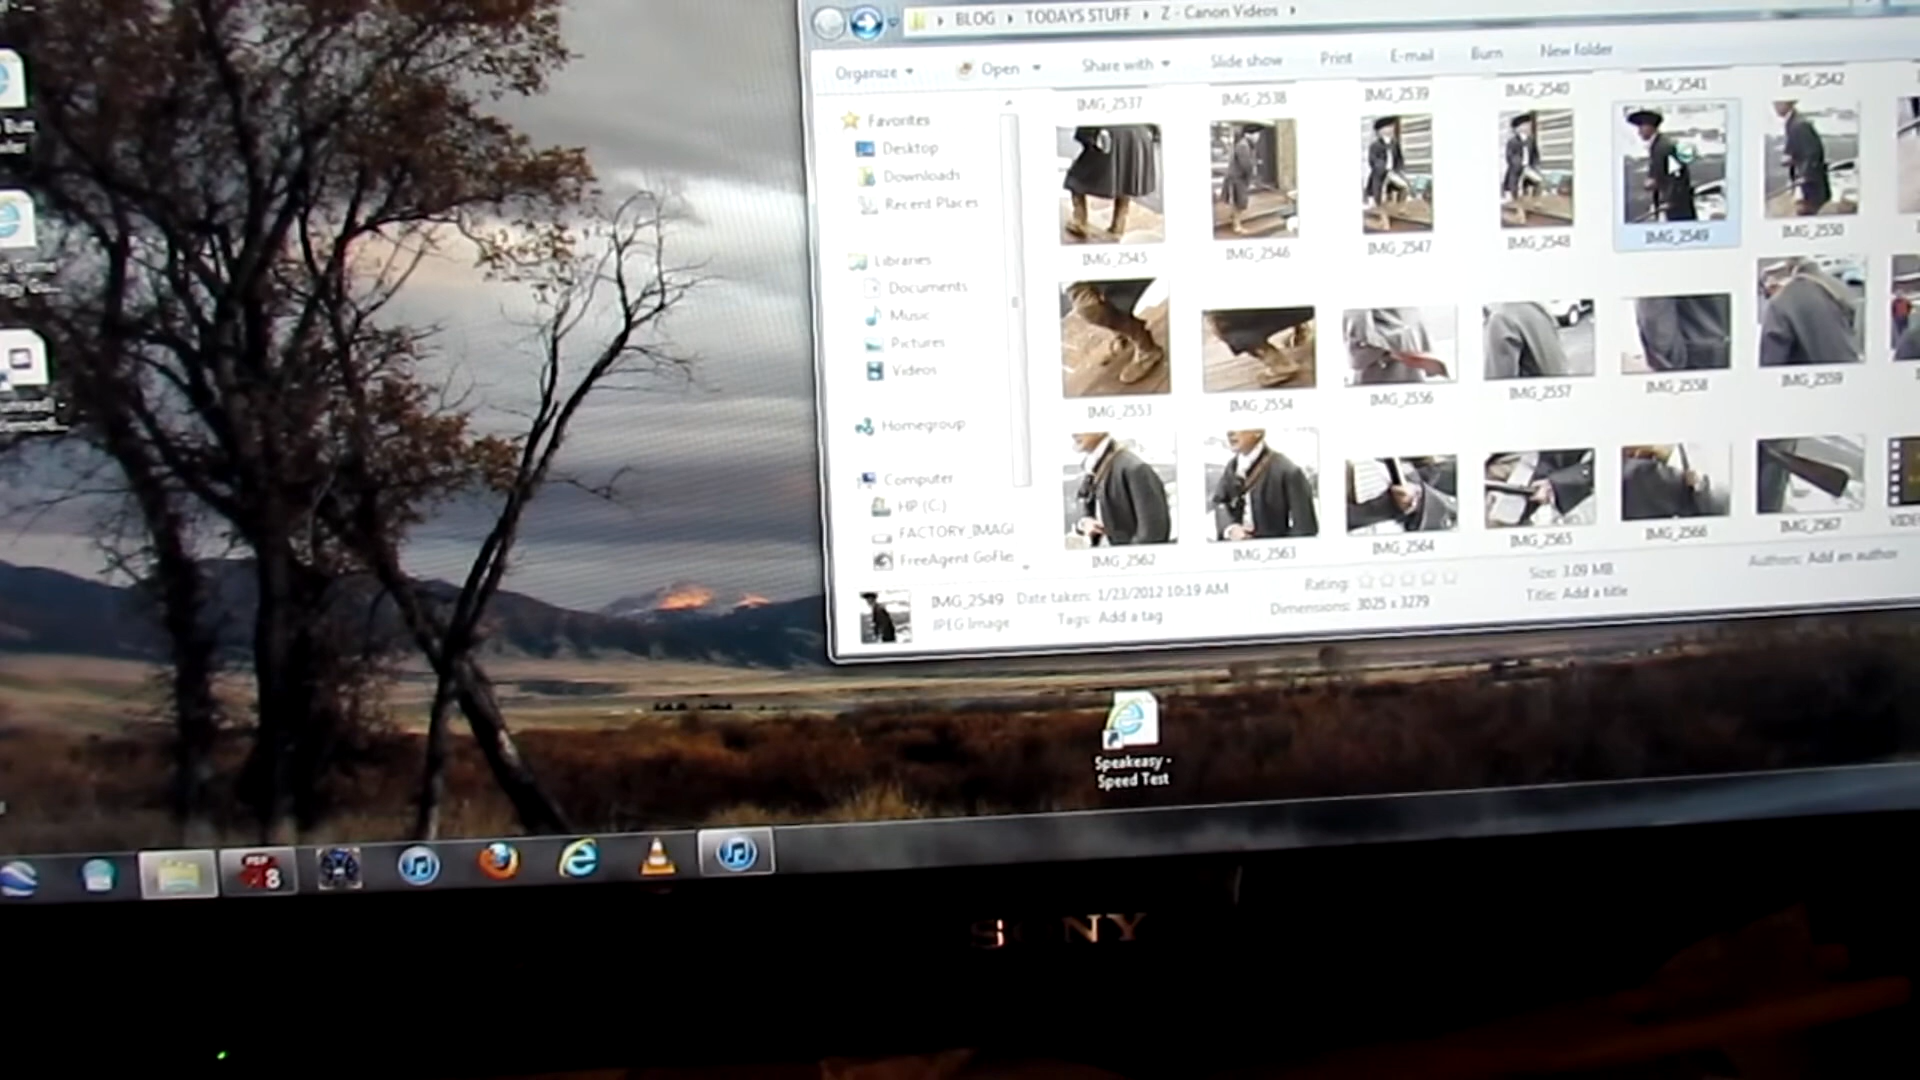 BLOG › TODAYS STUFF › Z - Canon Videos
Organize Open Share with Slide show Print E-mail Burn New folder
IMG_2537 IMG_2538 IMG_2539 IMG_2540 IMG_2541 IMG_2542
Favorites
Desktop
Downloads
Recent Places
IMG_2545 IMG_2546 IMG_2547 IMG_2548 IMG_2549 IMG_2550
Libraries
Documents
Music
Pictures
Videos
IMG_2553 IMG_2554 IMG_2556 IMG_2557 IMG_2558 IMG_2559
Homegroup
Computer
HP (C:)
FACTORY_IMAG
FreeAgent GoFle
IMG_2562 IMG_2563 IMG_2564 IMG_2565 IMG_2566 IMG_2567
IMG_2549 Date taken: 1/23/2012 10:19 AM Rating: Size: 3.09 MB Authors: Add an author
JPEG Image Tags: Add a tag Dimensions: 3025 x 3279 Title: Add a title
Speakeasy -
Speed Test
SONY